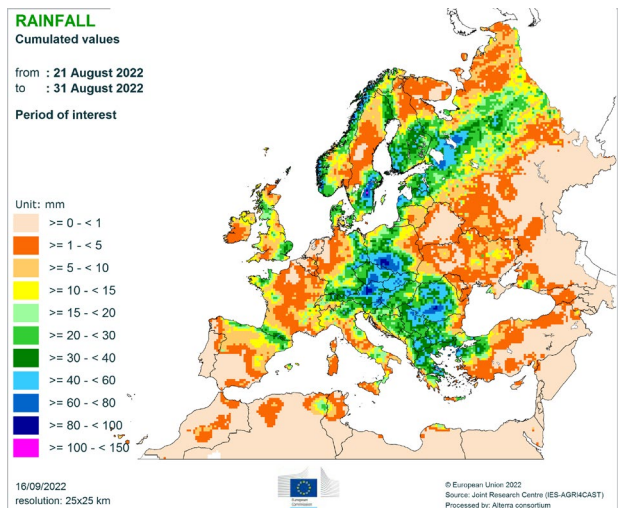 RAINFALL
Cumulated values
from : 21 August 2022
to : 31 August 2022
Period of interest
Unit: mm
>= 0 - < 1
>= 1 - < 5
>= 5 - < 10
>= 10 - < 15
>= 15 - < 20
>= 20 - < 30
>= 30 - < 40
>= 40 - < 60
>= 60 - < 80
>= 80 - < 100
>= 100 - < 150
16/09/2022
resolution: 25x25 km
European
Commission
© European Union 2022
Source: Joint Research Centre (IES-AGRI4CAST)
Processed by: Alterra consortium